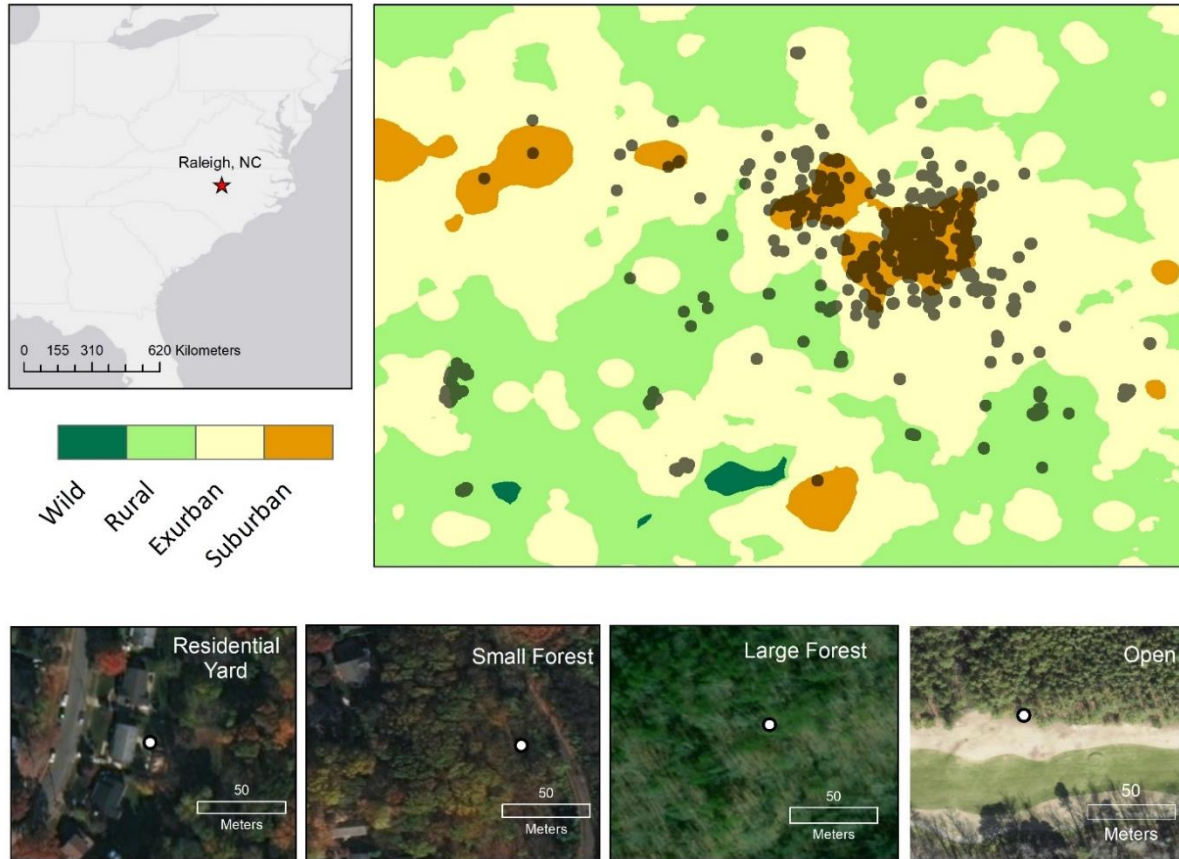 Raleigh, NC
0 155 310 620 Kilometers
Wild
Rural
Exurban
Suburban
Residential
Yard
50
Meters
Small Forest
50
Meters
Large Forest
50
Meters
Open
50
Meters